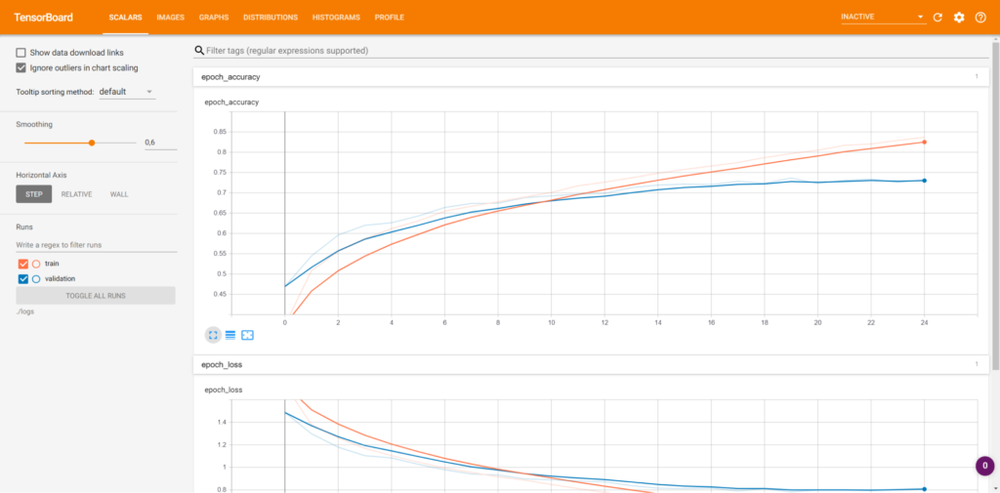 TensorBoard
SCALARS IMAGES GRAPHS DISTRIBUTIONS HISTOGRAMS PROFILE
INACTIVE
Show data download links
Ignore outliers in chart scaling
Tooltip sorting method: default
Smoothing
0,6
Horizontal Axis
STEP RELATIVE WALL
Runs
Write a regex to filter runs
train
validation
TOGGLE ALL RUNS
./logs
Filter tags (regular expressions supported)
epoch_accuracy 1
epoch_accuracy
0.85
0.8
0.75
0.7
0.65
0.6
0.55
0.5
0.45
0 2 4 6 8 10 12 14 16 18 20 22 24
epoch_loss 1
epoch_loss
1.4
1.2
1
0.8
0